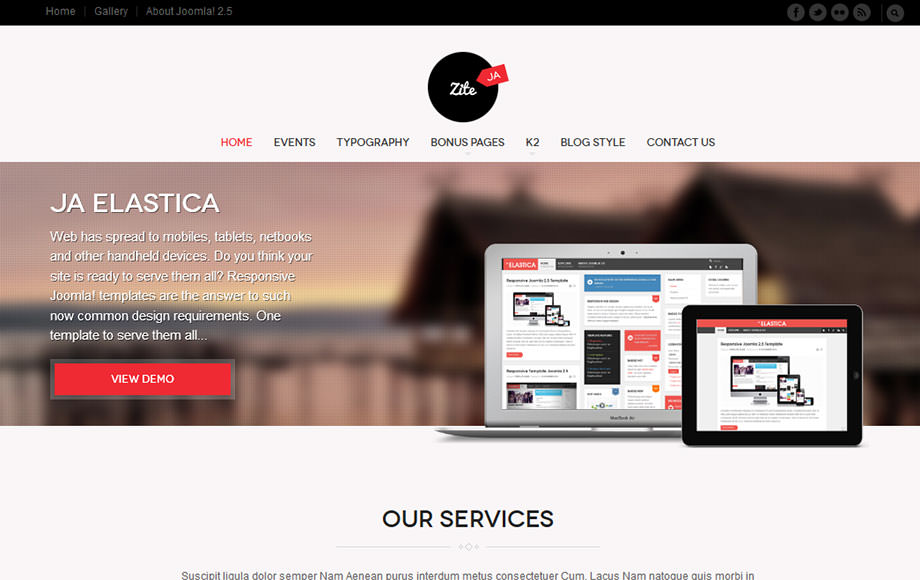 Home
Gallery
About Joomla! 2.5
Zite
JA
HOME
EVENTS
TYPOGRAPHY
BONUS PAGES
K2
BLOG STYLE
CONTACT US
JA ELASTICA
Web has spread to mobiles, tablets, netbooks
and other handheld devices. Do you think your
site is ready to serve them all? Responsive
Joomla! templates are the answer to such
now common design requirements. One
template to serve them all...
VIEW DEMO
ELASTICA
Responsive Joomla 2.5 Template
MacBook Air
ELASTICA
Responsive Joomla 2.5 Template
OUR SERVICES
Suscipit ligula dolor semper Nam Aenean purus interdum metus consectetuer Cum. Lacus Nam natoque quis morbi in